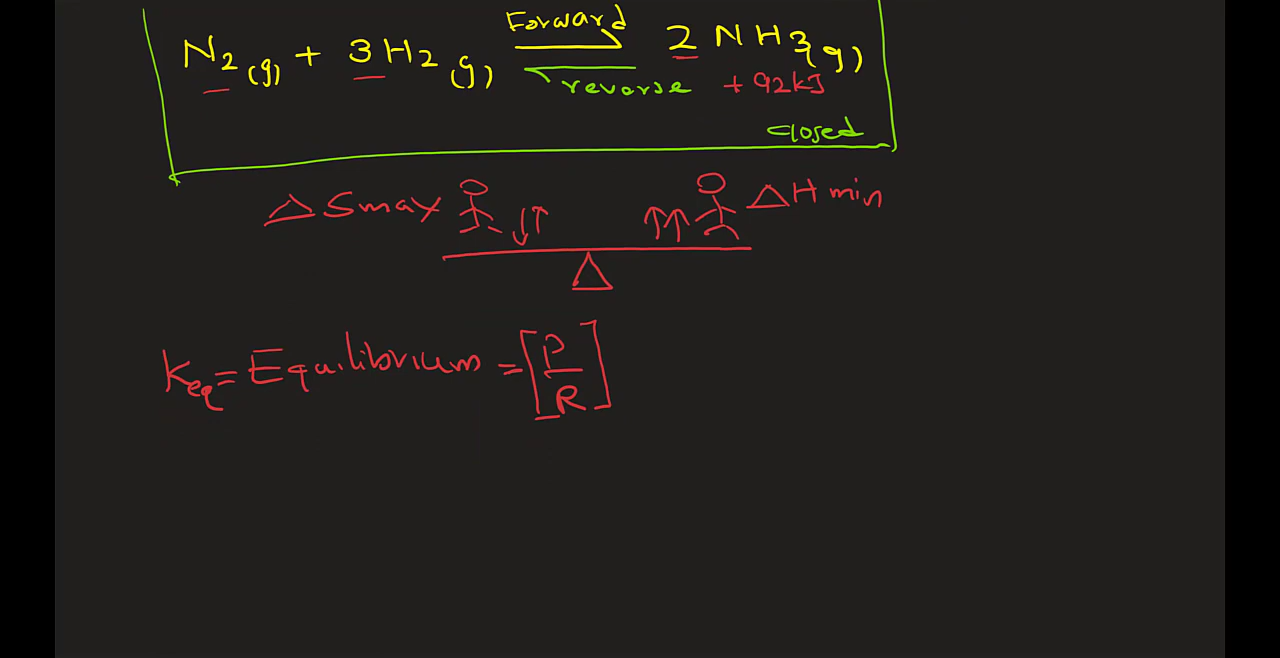 Forward
N2(g) + 3H2(g) ⇌ 2NH3(g)
reverse + 92kJ
closed
ΔSmax ↓↑ ↑↑ ΔH min
Δ
Keq = Equilibrium = [P/R]